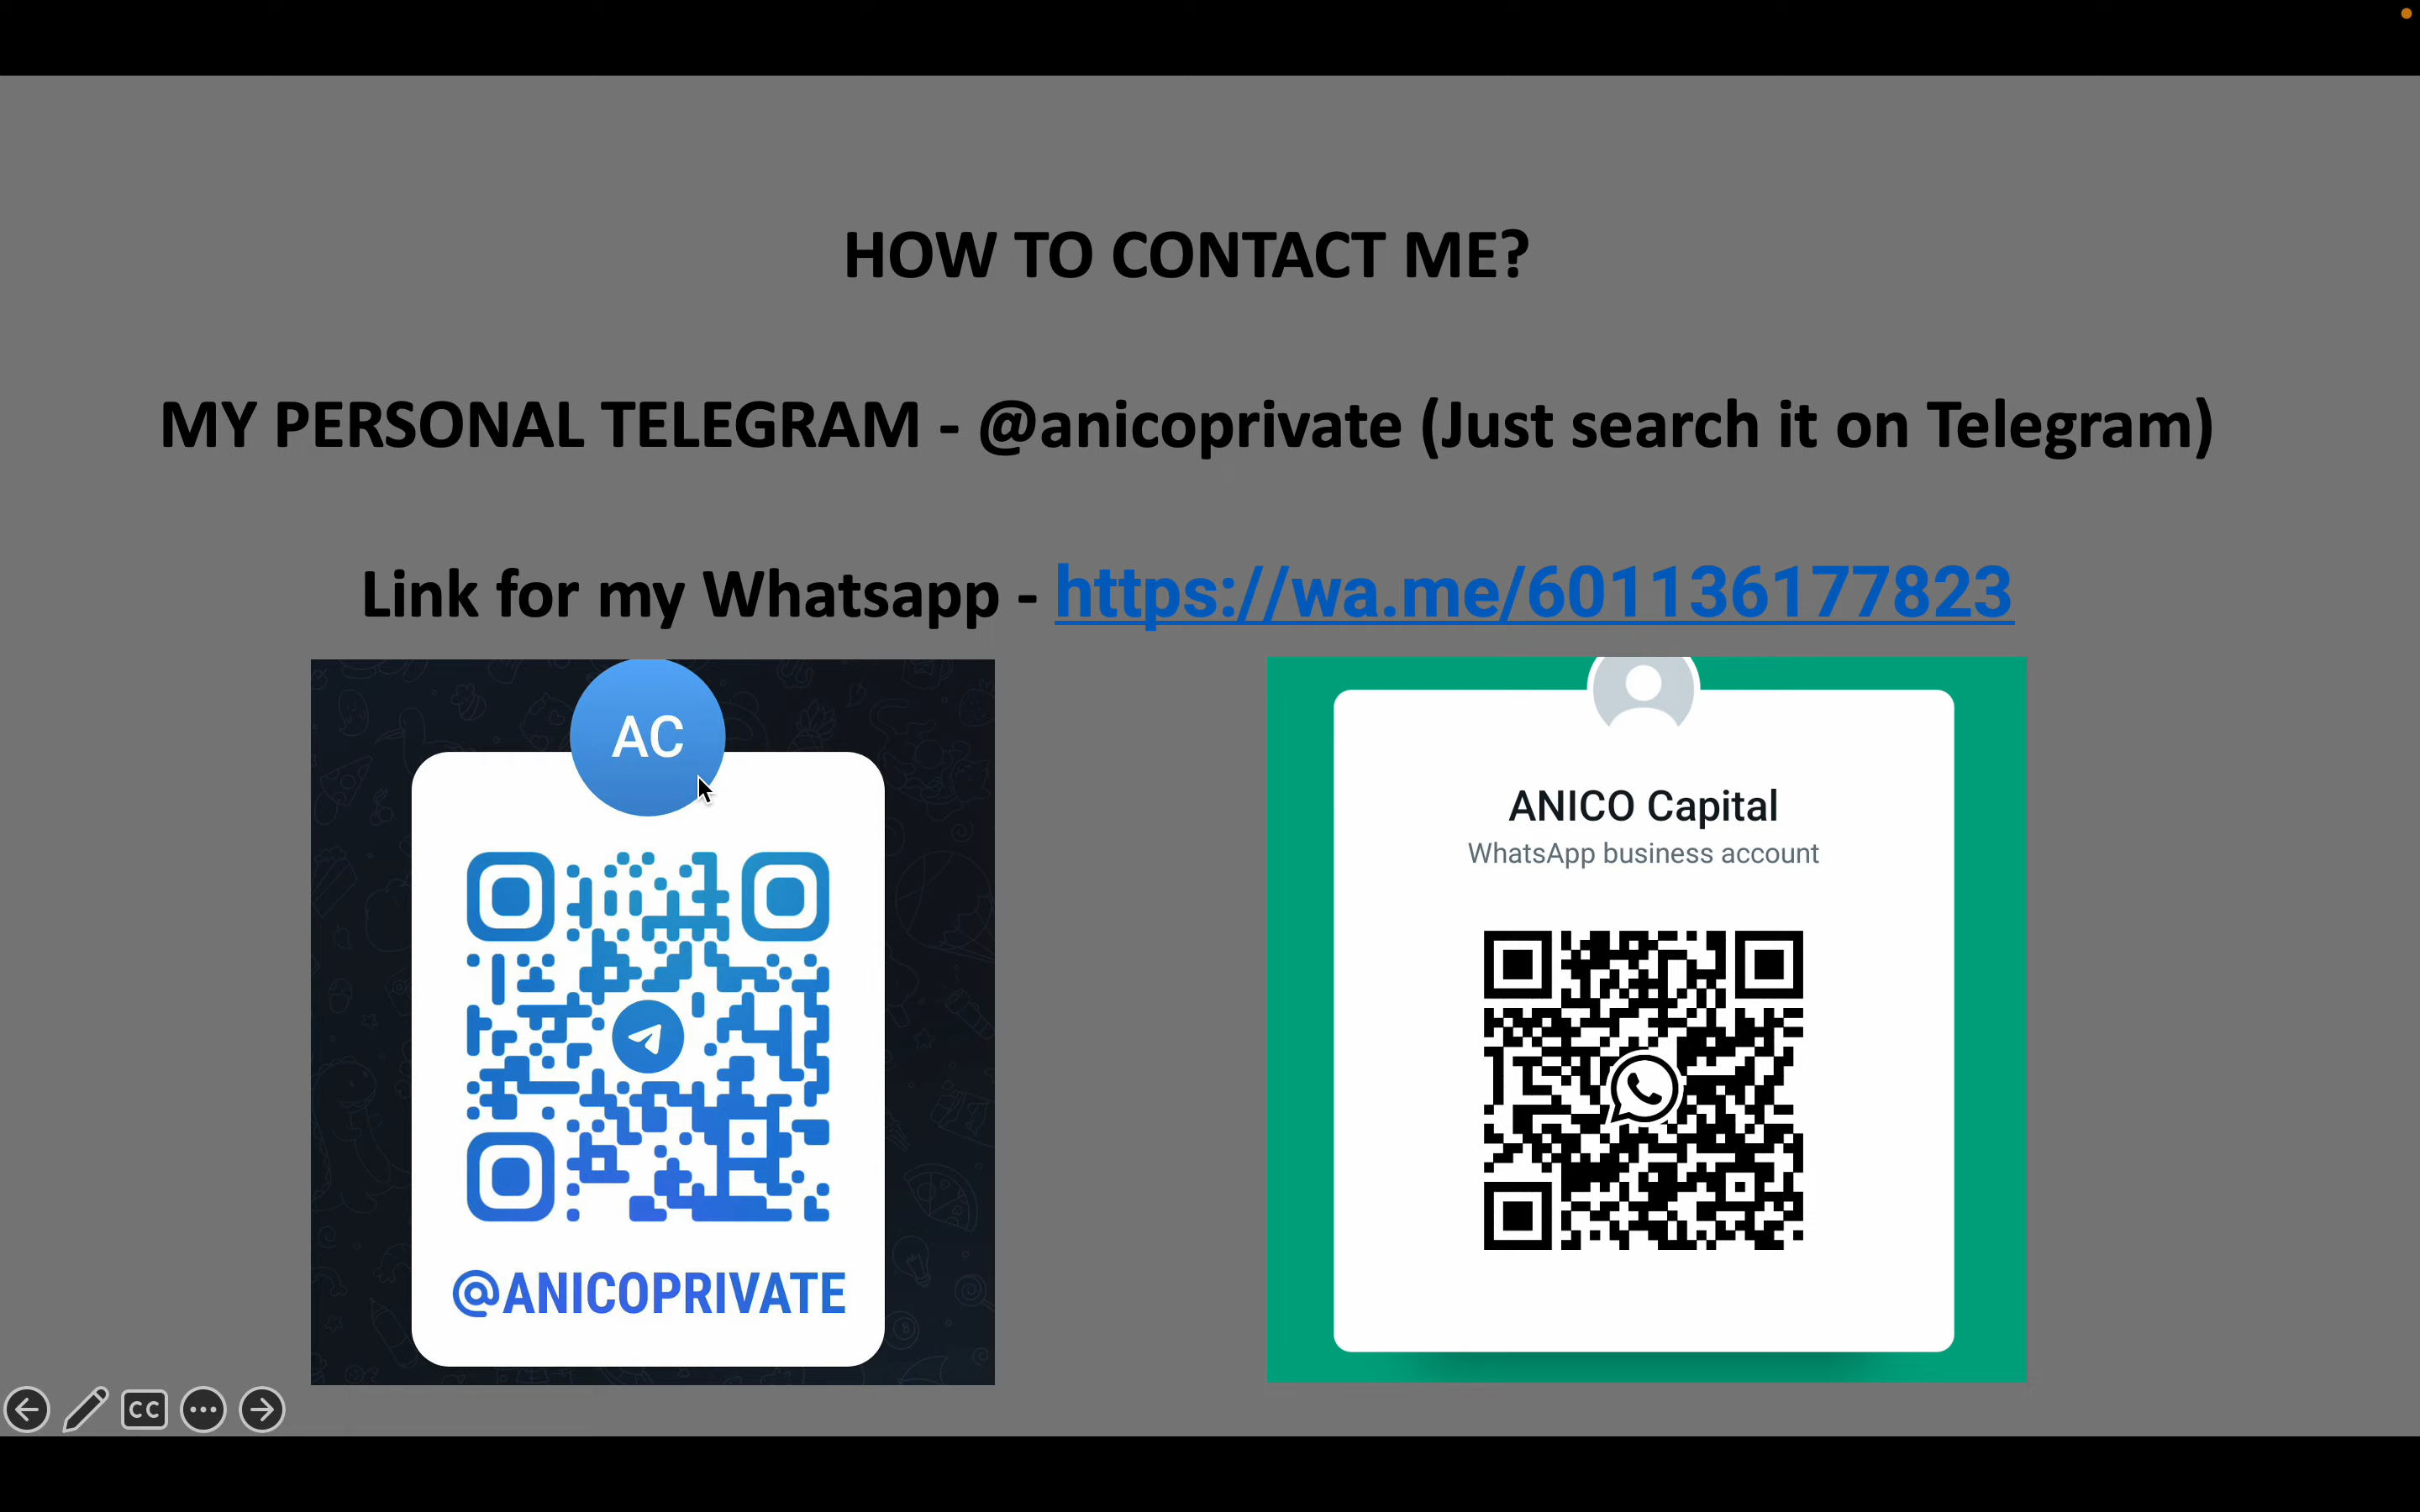 HOW TO CONTACT ME?
MY PERSONAL TELEGRAM - @anicoprivate (Just search it on Telegram)
Link for my Whatsapp - https://wa.me/601136177823
AC
@ANICOPRIVATE
ANICO Capital
WhatsApp business account
CC